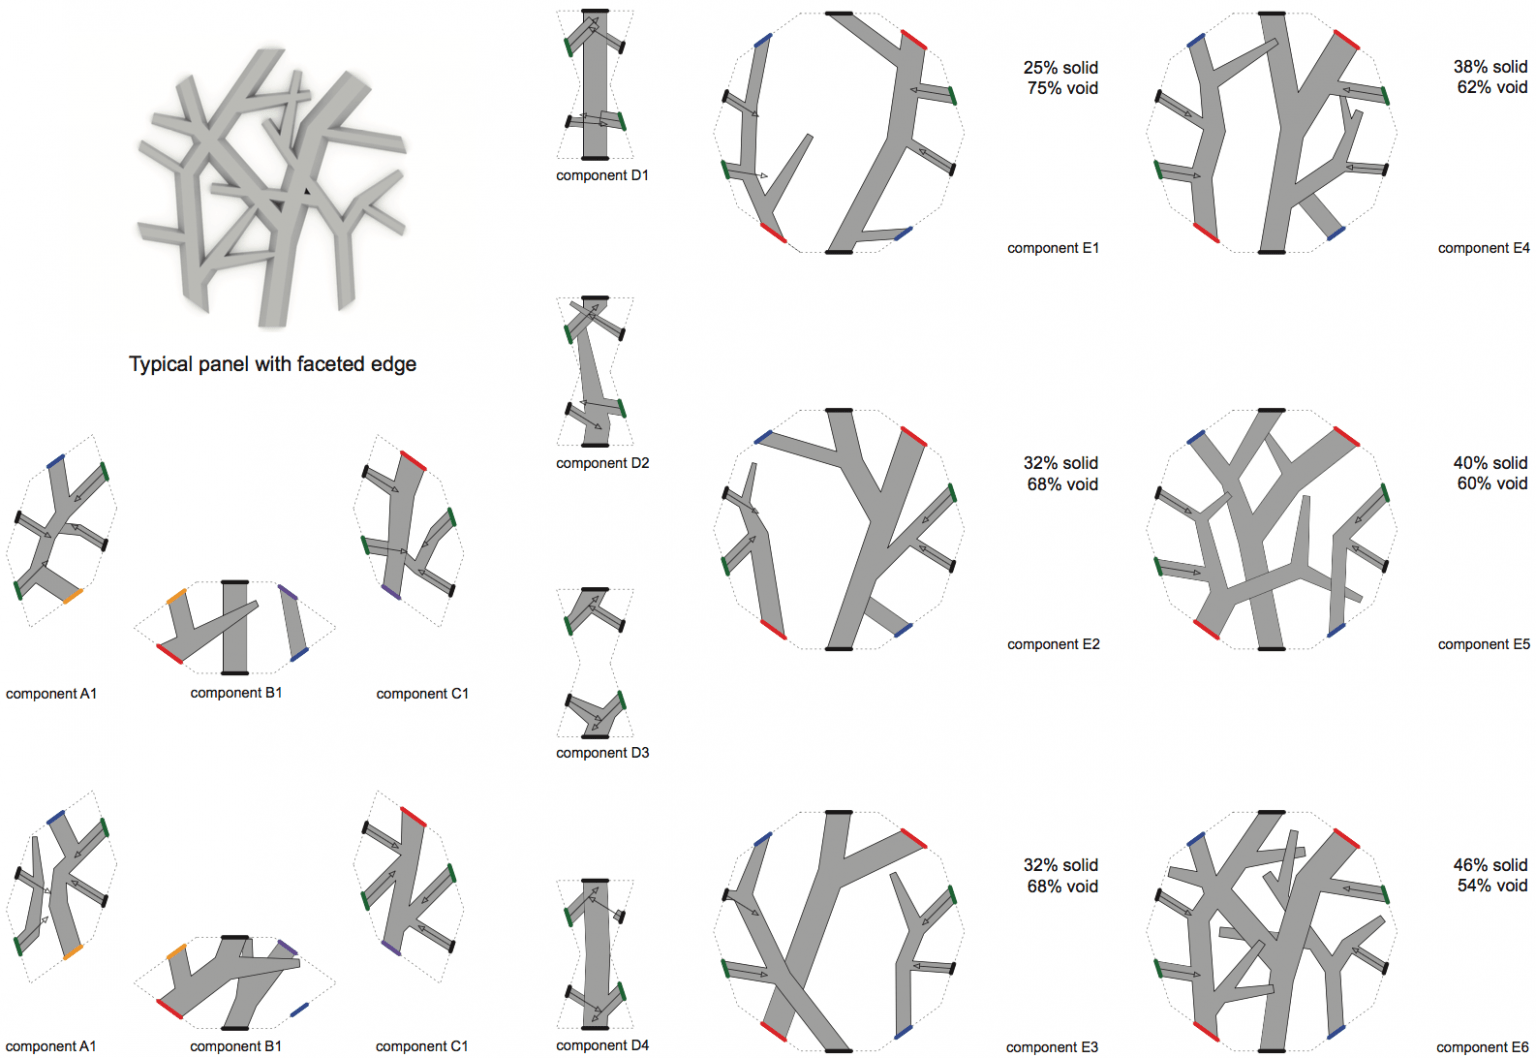 component D1
25% solid
75% void
component E1
38% solid
62% void
component E4
Typical panel with faceted edge
component D2
32% solid
68% void
component E2
40% solid
60% void
component E5
component A1
component B1
component C1
component D3
32% solid
68% void
component E3
46% solid
54% void
component E6
component A1
component B1
component C1
component D4